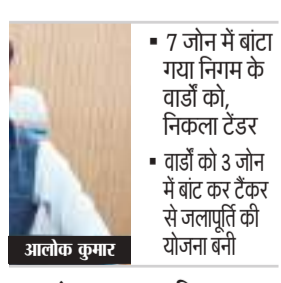 ▪ 7 जोन में बांटा
गया निगम के
वार्डों को,
निकला टेंडर
▪ वार्डों को 3 जोन
में बांट कर टैंकर
से जलापूर्ति की
योजना बनी
आलोक कुमार